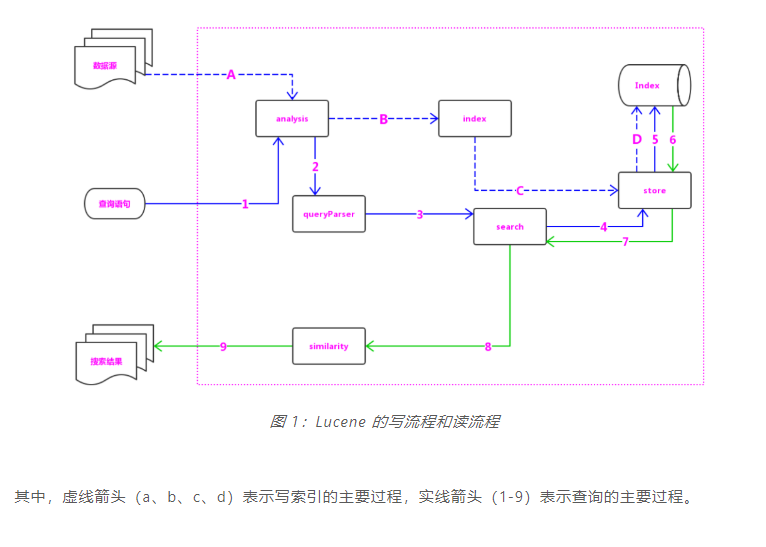 数据源
A
Index
analysis
B
index
D
5
6
2
C
store
查询语句
1
queryParser
3
search
4
7
搜索结果
9
similarity
8
图 1：Lucene 的写流程和读流程
其中，虚线箭头（a、b、c、d）表示写索引的主要过程，实线箭头（1-9）表示查询的主要过程。